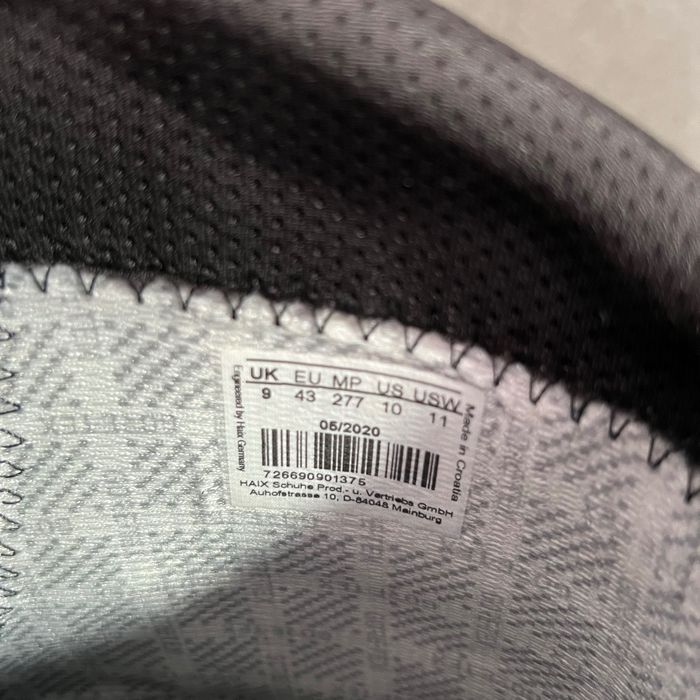 UK EU MP US USW
9 43 277 10 11
05/2020
726690901375
HAIX Schuhe Prod.- u. Vertriebs GmbH
Auhofstrasse 10, D-84048 Mainburg
Made in Croatia
Engineered by Haix Germany